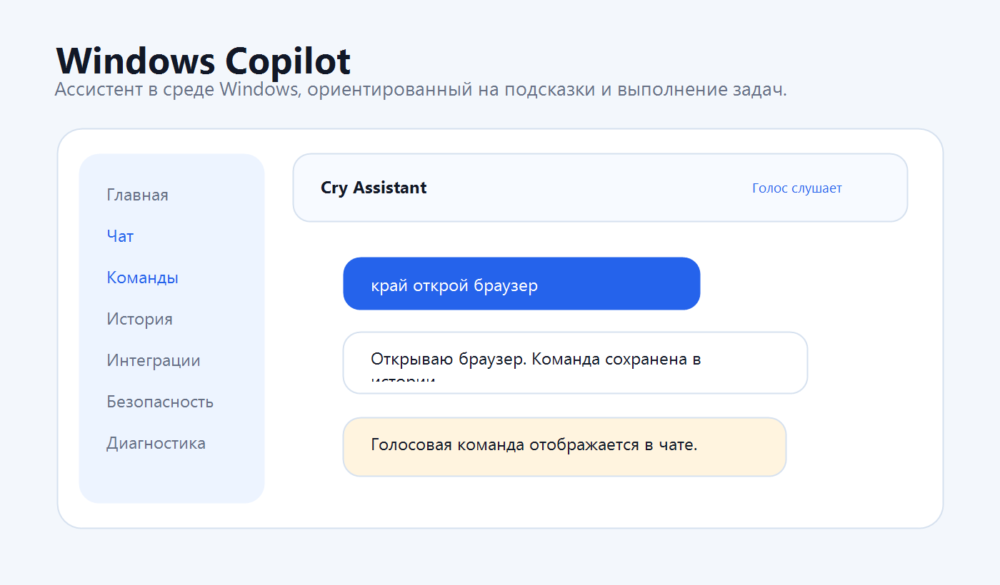 Windows Copilot
Ассистент в среде Windows, ориентированный на подсказки и выполнение задач.
Главная
Чат
Команды
История
Интеграции
Безопасность
Диагностика
Cry Assistant
Голос слушает
край открой браузер
Открываю браузер. Команда сохранена в
истории.
Голосовая команда отображается в чате.